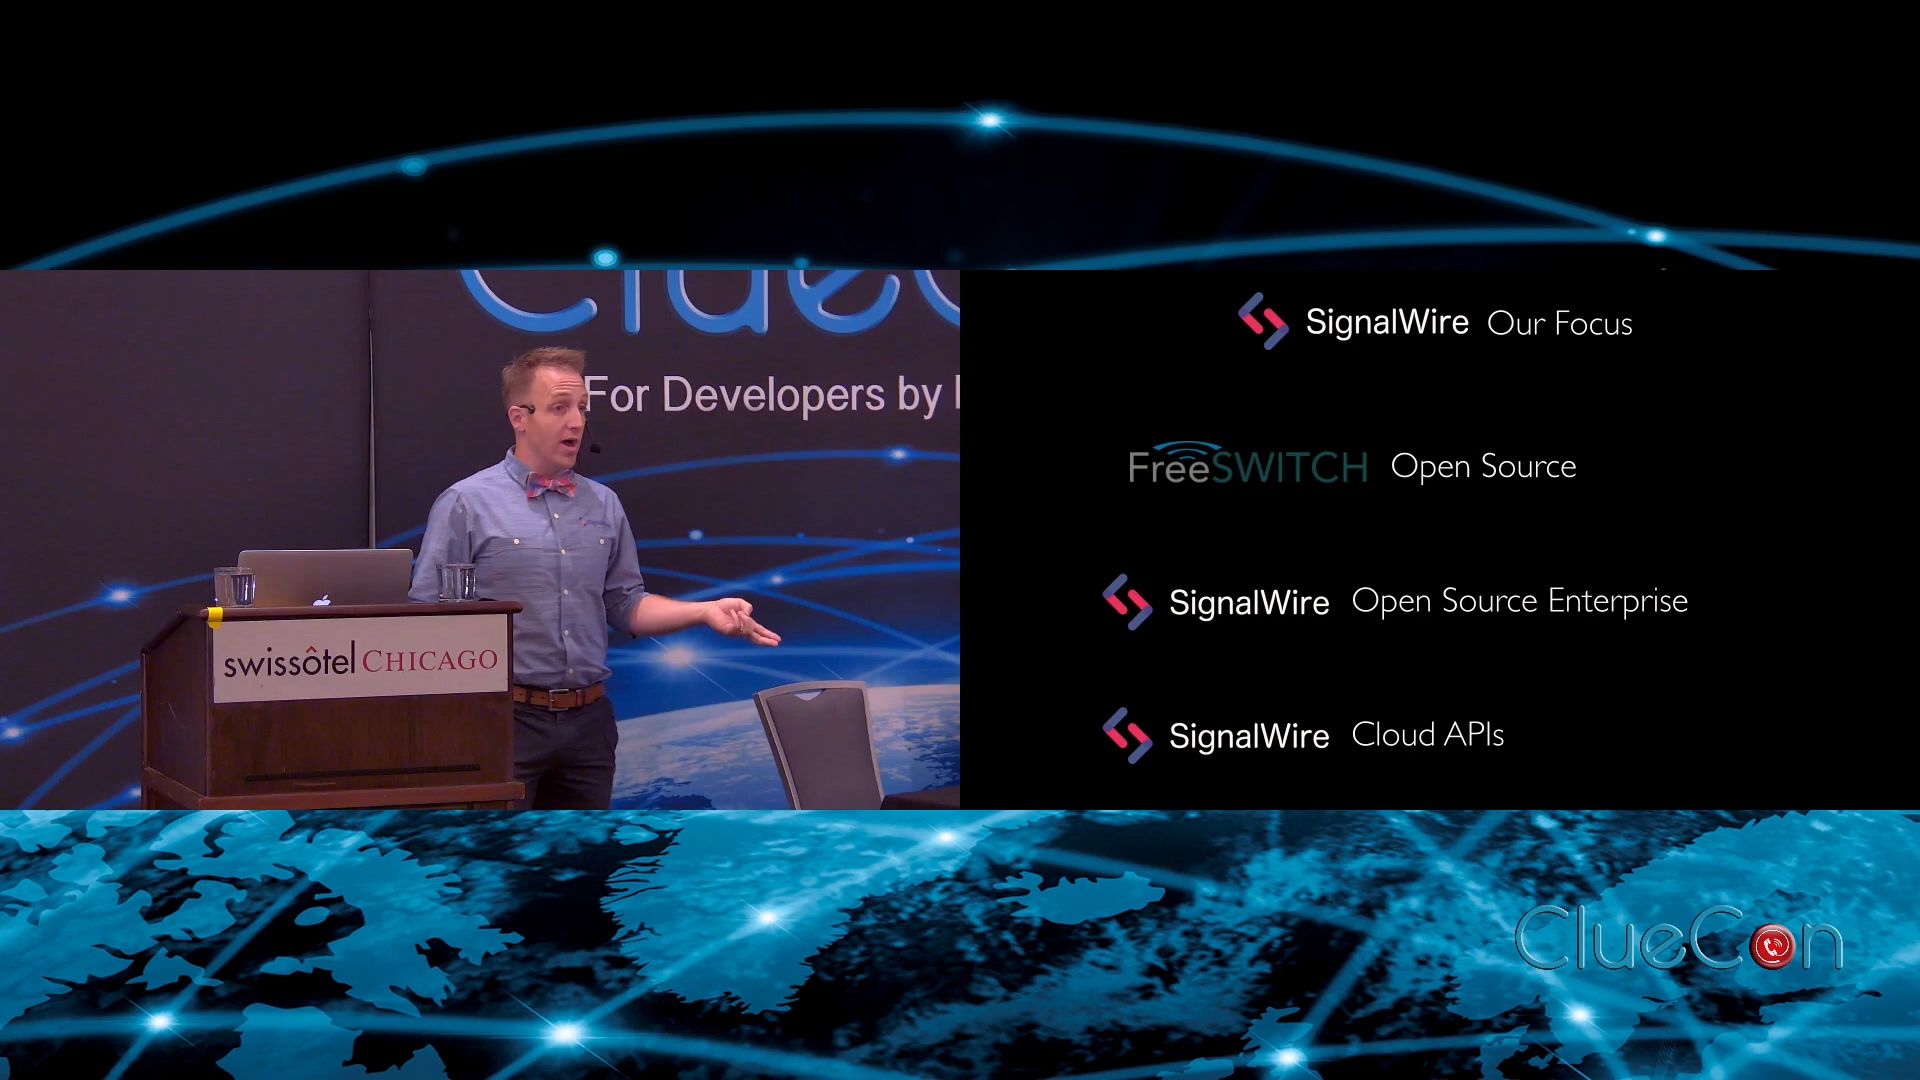 ClueC
For Developers by
swissôtel CHICAGO
SignalWire Our Focus
FreeSWITCH Open Source
SignalWire Open Source Enterprise
SignalWire Cloud APIs
ClueCon